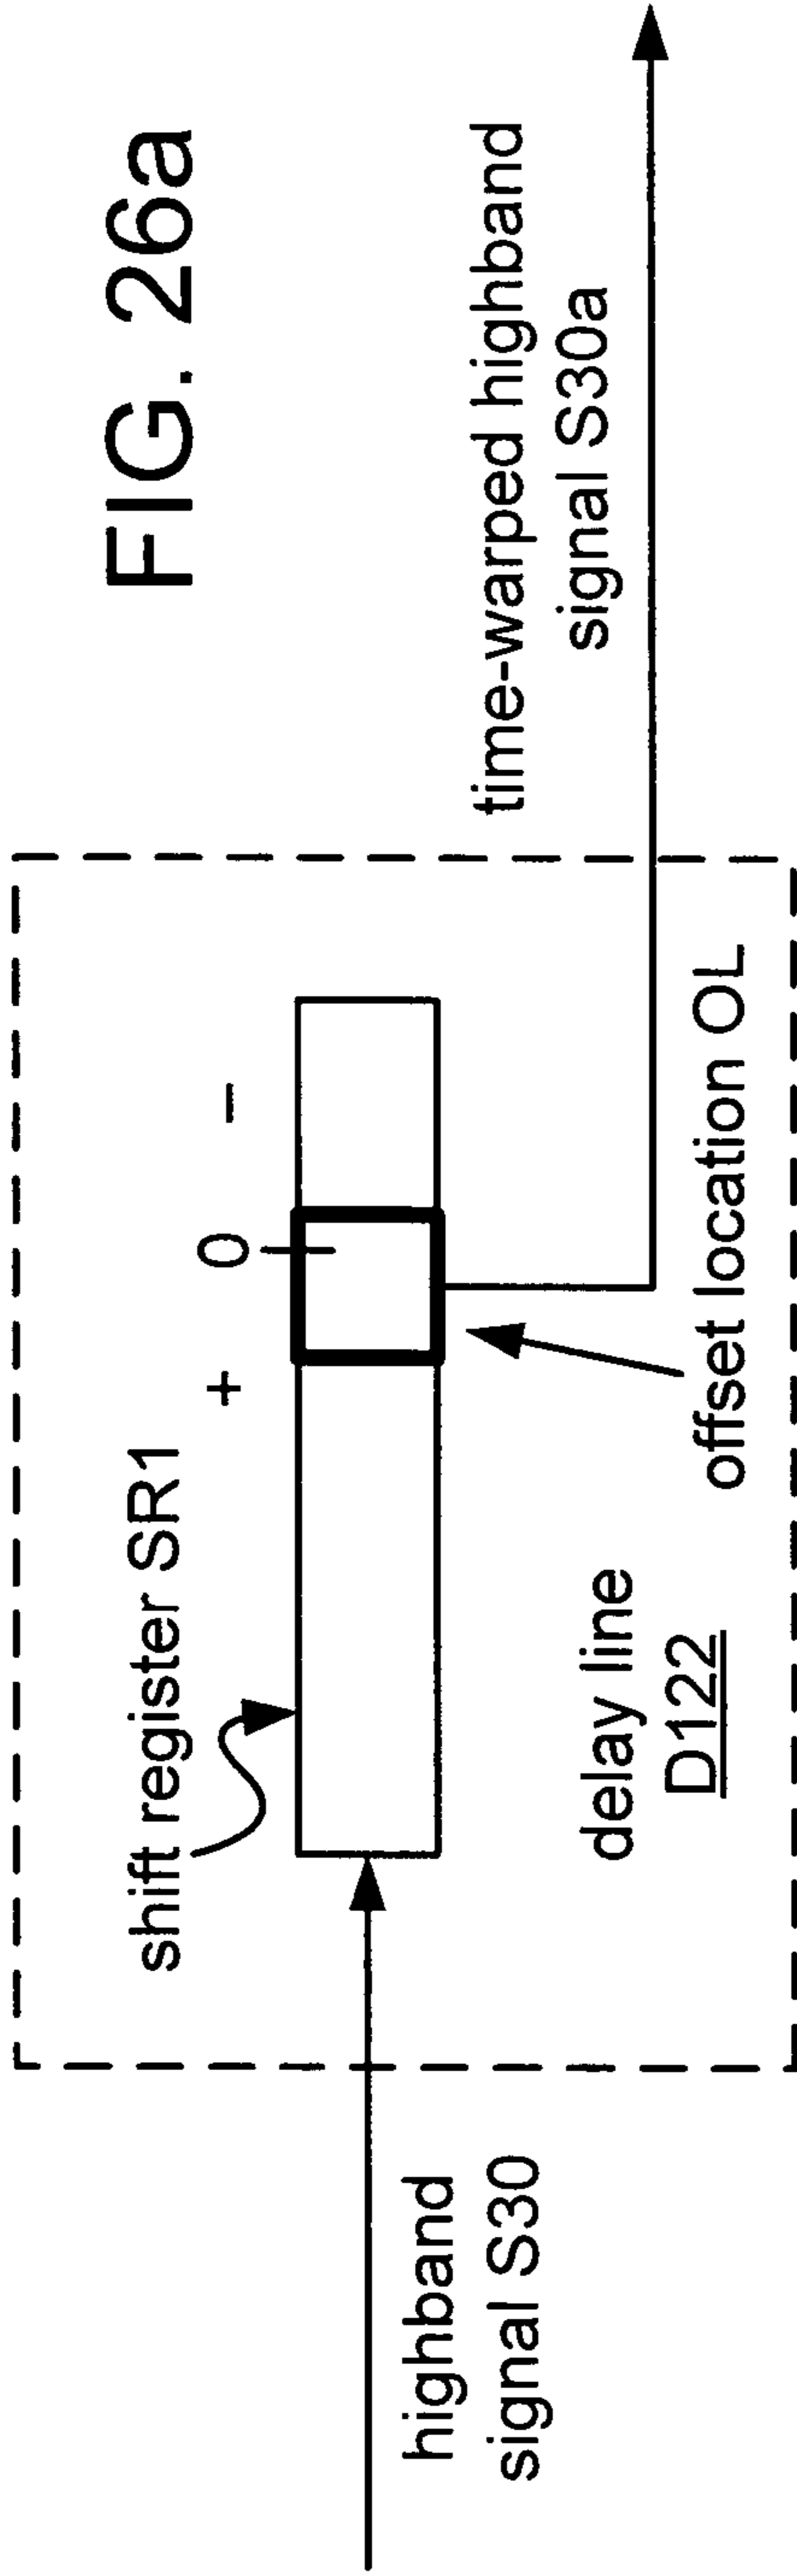 FIG. 26a
highband
signal S30
shift register SR1
+
0
−
delay line
D122
offset location OL
time-warped highband
signal S30a